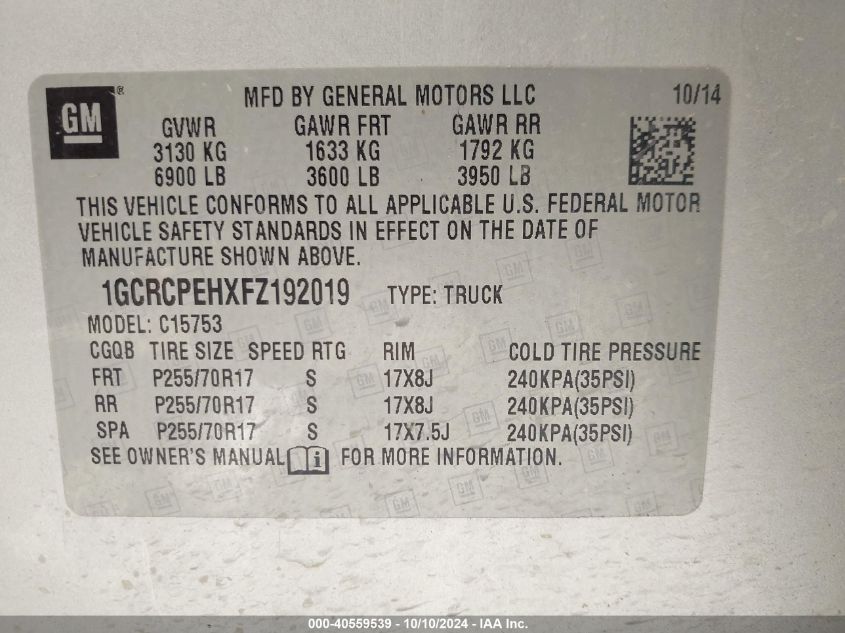 GM ®
MFD BY GENERAL MOTORS LLC 10/14
GVWR GAWR FRT GAWR RR
3130 KG 1633 KG 1792 KG
6900 LB 3600 LB 3950 LB
THIS VEHICLE CONFORMS TO ALL APPLICABLE U.S. FEDERAL MOTOR
VEHICLE SAFETY STANDARDS IN EFFECT ON THE DATE OF
MANUFACTURE SHOWN ABOVE.
1GCRCPEHXFZ192019 TYPE: TRUCK
MODEL: C15753
CGQB TIRE SIZE SPEED RTG RIM COLD TIRE PRESSURE
FRT P255/70R17 S 17X8J 240KPA(35PSI)
RR P255/70R17 S 17X8J 240KPA(35PSI)
SPA P255/70R17 S 17X7.5J 240KPA(35PSI)
SEE OWNER'S MANUAL i FOR MORE INFORMATION.
000-40559539 - 10/10/2024 - IAA Inc.